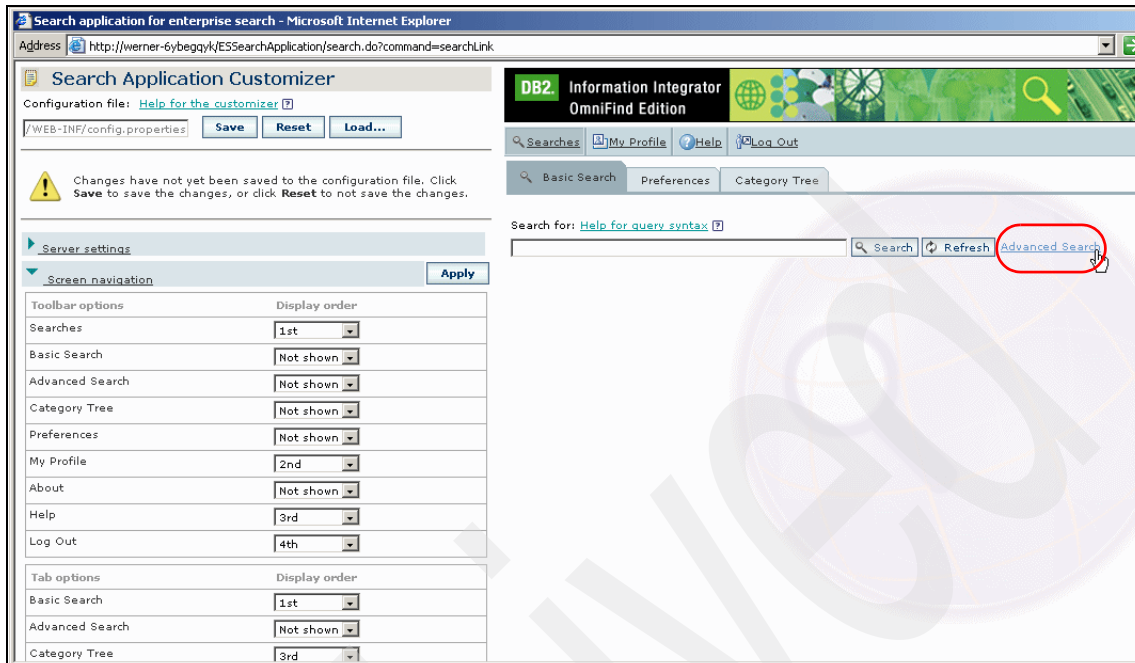 Search application for enterprise search - Microsoft Internet Explorer
Address http://werner-6ybegqyk/ESSearchApplication/search.do?command=searchLink
Search Application Customizer
Configuration file: Help for the customizer ?
/WEB-INF/config.properties Save Reset Load...
Changes have not yet been saved to the configuration file. Click
Save to save the changes, or click Reset to not save the changes.
Server settings
Screen navigation Apply
Toolbar options Display order
Searches 1st
Basic Search Not shown
Advanced Search Not shown
Category Tree Not shown
Preferences Not shown
My Profile 2nd
About Not shown
Help 3rd
Log Out 4th
Tab options Display order
Basic Search 1st
Advanced Search Not shown
Category Tree 3rd
DB2. Information Integrator
OmniFind Edition
Searches My Profile ? Help Log Out
Basic Search Preferences Category Tree
Search for: Help for query syntax ?
Search Refresh Advanced Search